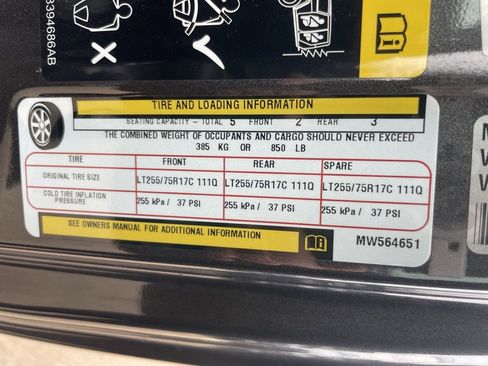 8394686AB
TIRE AND LOADING INFORMATION
SEATING CAPACITY - TOTAL 5 FRONT 2 REAR 3
THE COMBINED WEIGHT OF OCCUPANTS AND CARGO SHOULD NEVER EXCEED
385 KG OR 850 LB
TIRE FRONT REAR SPARE
ORIGINAL TIRE SIZE LT255/75R17C 111Q LT255/75R17C 111Q LT255/75R17C 111Q
COLD TIRE INFLATION PRESSURE 255 kPa / 37 PSI 255 kPa / 37 PSI 255 kPa / 37 PSI
SEE OWNERS MANUAL FOR ADDITIONAL INFORMATION
MW564651